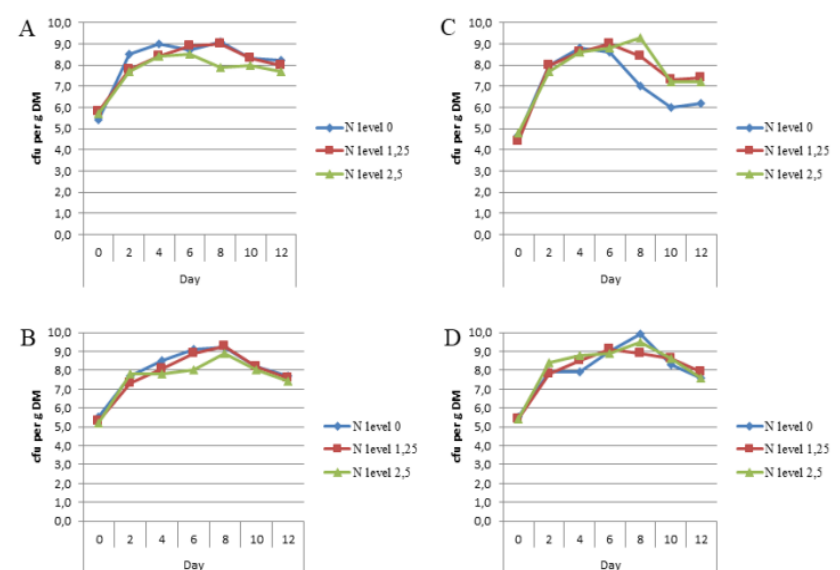 A
cfu per g DM
10,0
9,0
8,0
7,0
6,0
5,0
4,0
3,0
2,0
1,0
0,0
0 2 4 6 8 10 12
Day
N level 0
N level 1,25
N level 2,5
C
cfu per g DM
10,0
9,0
8,0
7,0
6,0
5,0
4,0
3,0
2,0
1,0
0,0
0 2 4 6 8 10 12
Day
N level 0
N level 1,25
N level 2,5
B
cfu per g DM
10,0
9,0
8,0
7,0
6,0
5,0
4,0
3,0
2,0
1,0
0,0
0 2 4 6 8 10 12
Day
N level 0
N level 1,25
N level 2,5
D
cfu per g DM
10,0
9,0
8,0
7,0
6,0
5,0
4,0
3,0
2,0
1,0
0,0
0 2 4 6 8 10 12
Day
N level 0
N level 1,25
N level 2,5